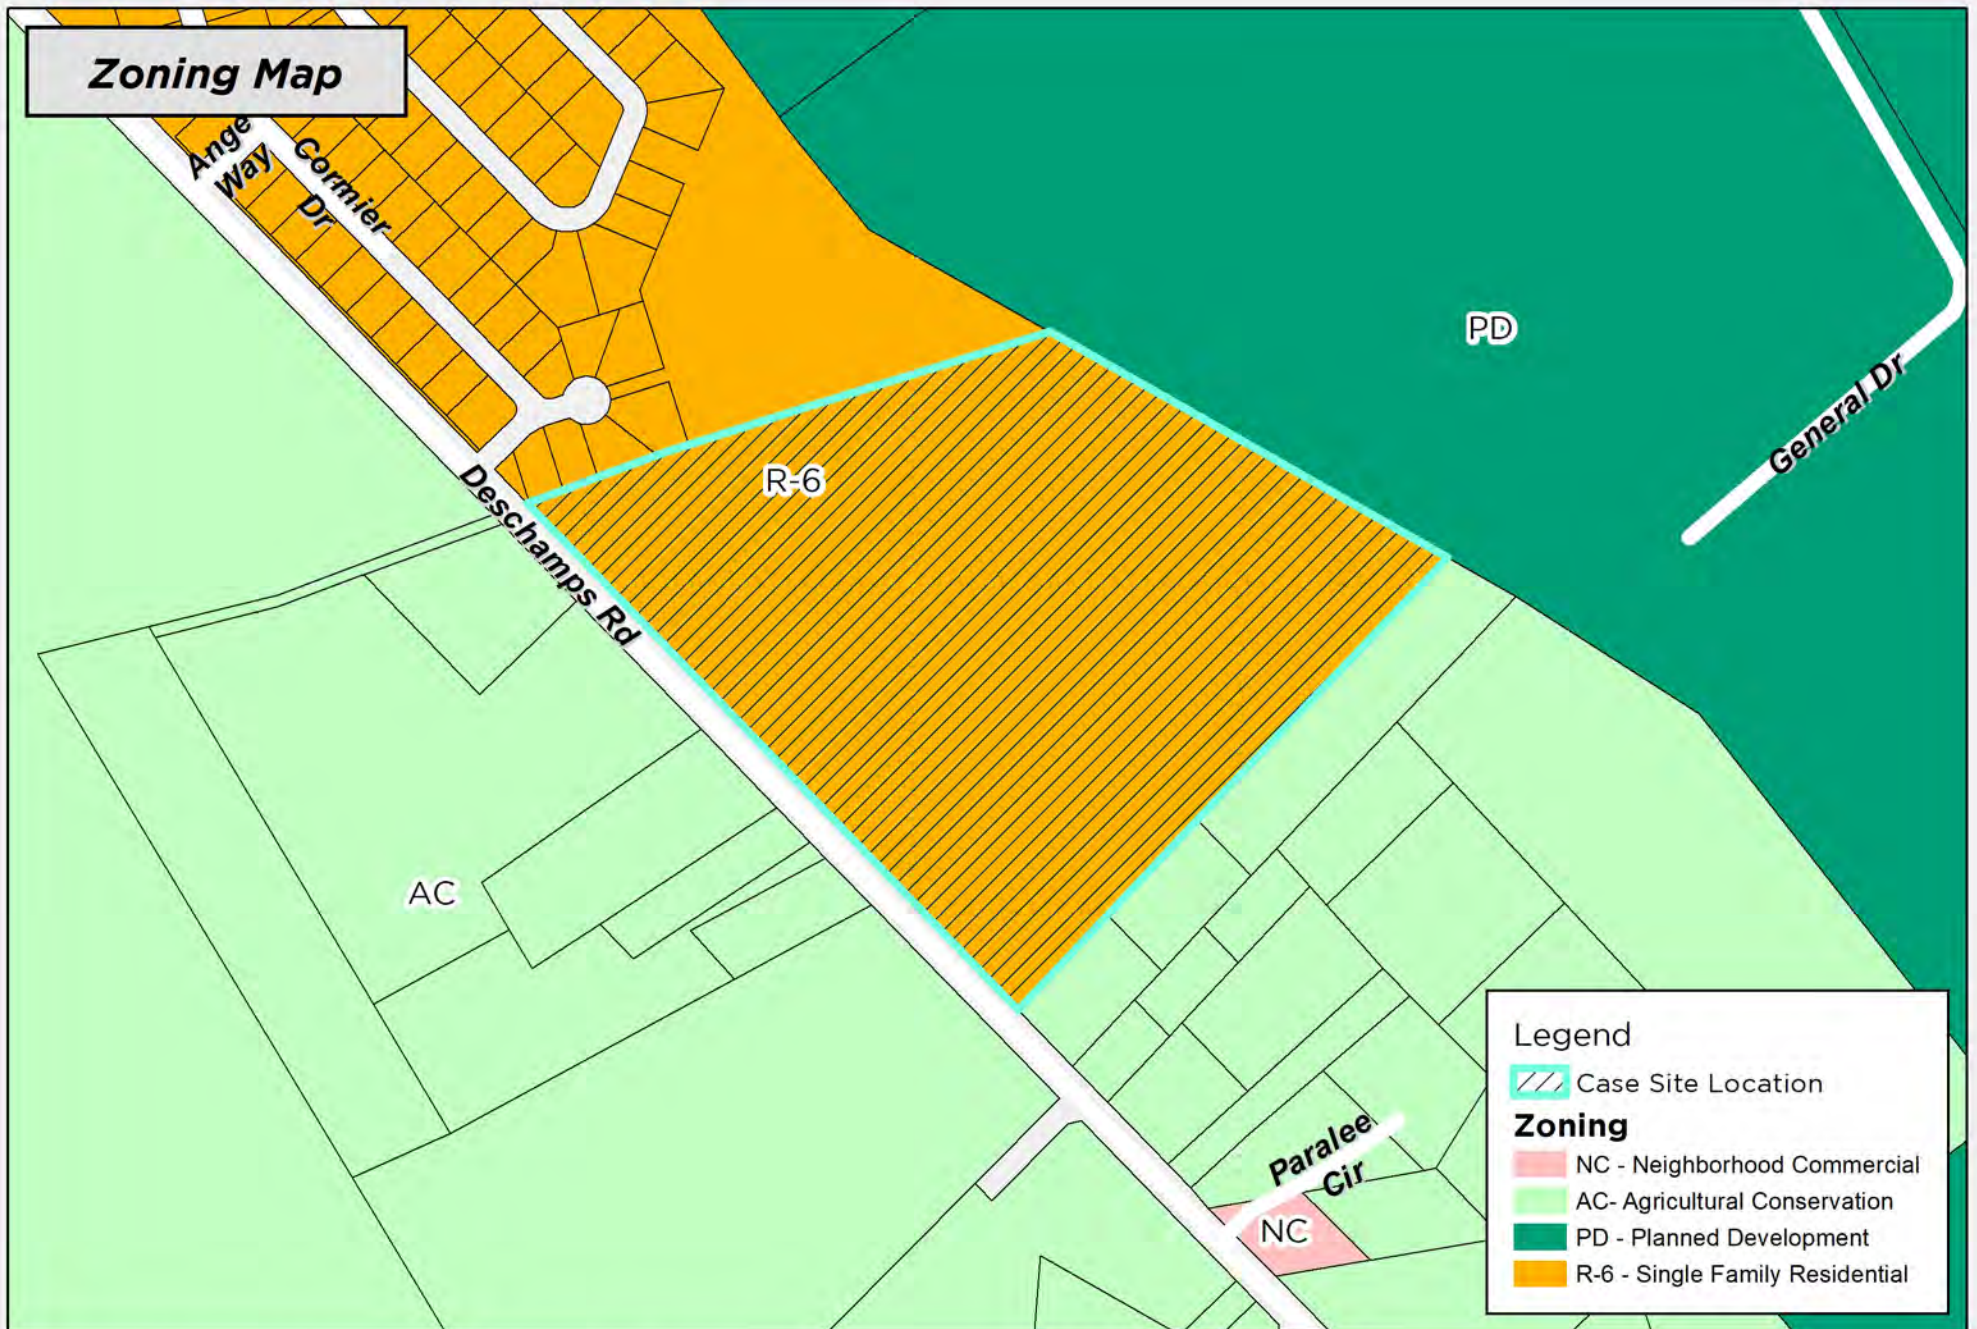 Zoning Map
Ange
Way
Cormier
Dr
PD
General Dr
R-6
Deschamps Rd
AC
Paralee
Cir
NC
Legend
Case Site Location
Zoning
NC - Neighborhood Commercial
AC- Agricultural Conservation
PD - Planned Development
R-6 - Single Family Residential